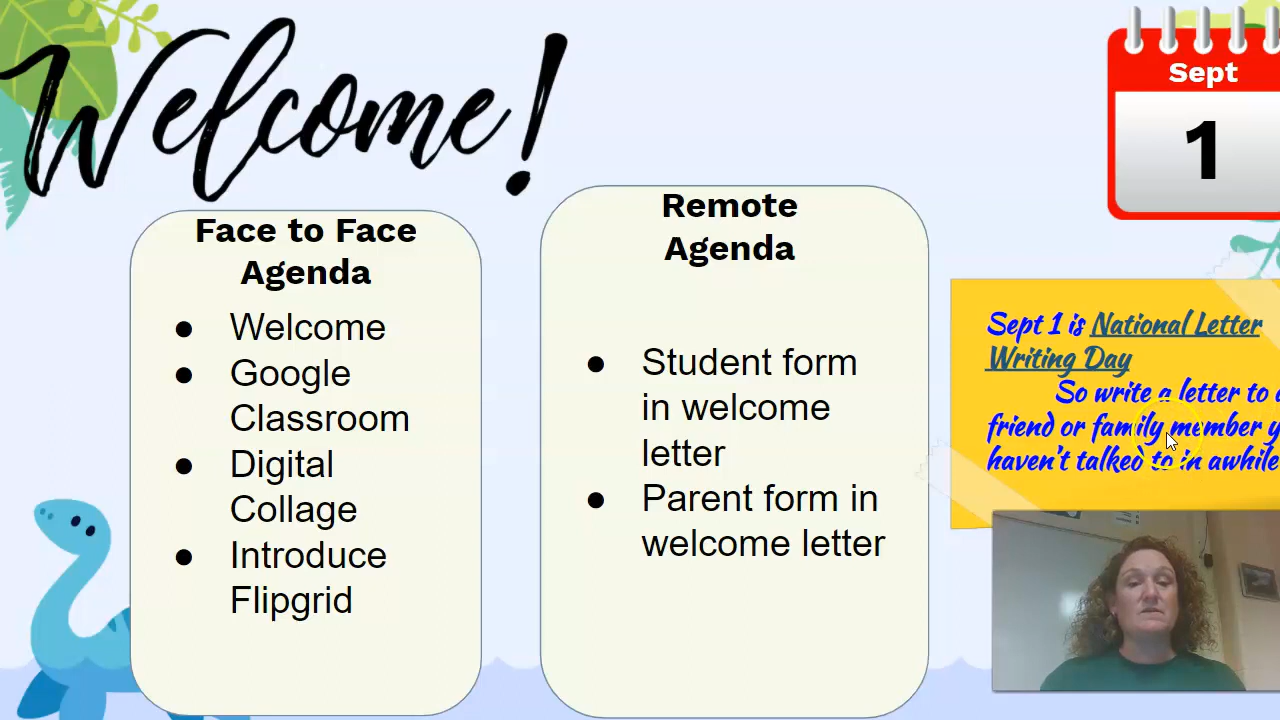 Welcome!
Sept
1
Face to Face
Agenda
● Welcome
● Google
Classroom
● Digital
Collage
● Introduce
Flipgrid
Remote
Agenda
● Student form
in welcome
letter
● Parent form in
welcome letter
Sept 1 is National Letter
Writing Day
So write a letter to
friend or family member
haven't talked to in awhile